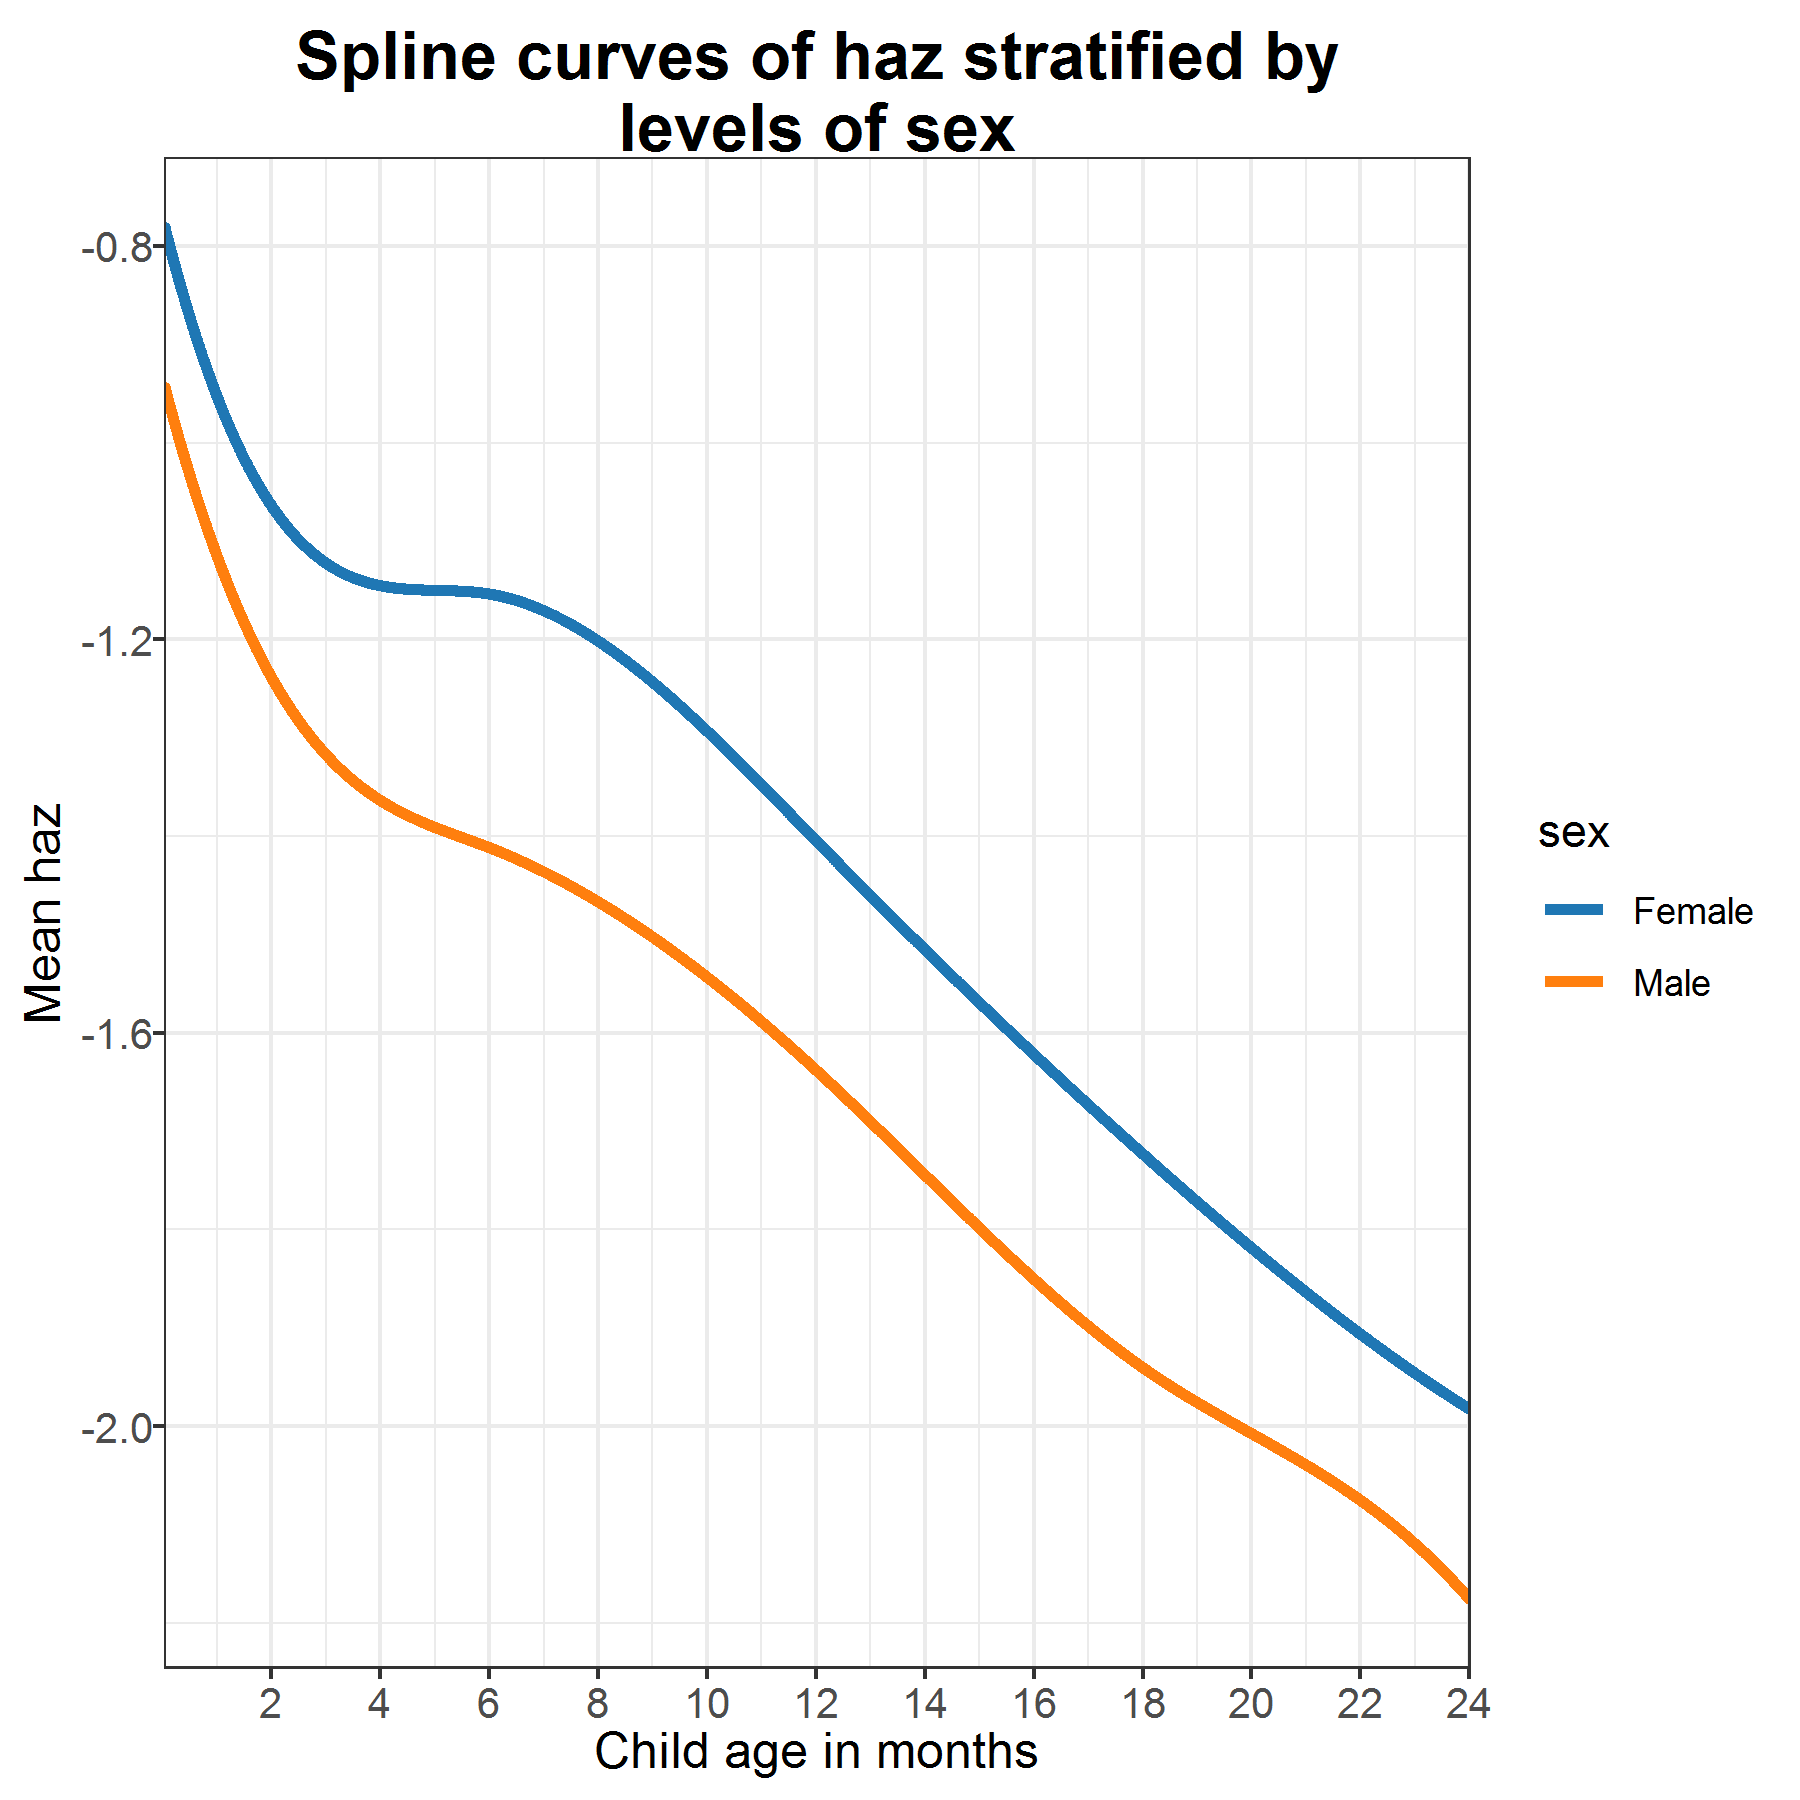 Spline curves of haz stratified by
levels of sex
Mean haz
-0.8
-1.2
-1.6
-2.0
2 4 6 8 10 12 14 16 18 20 22 24
Child age in months
sex
Female
Male